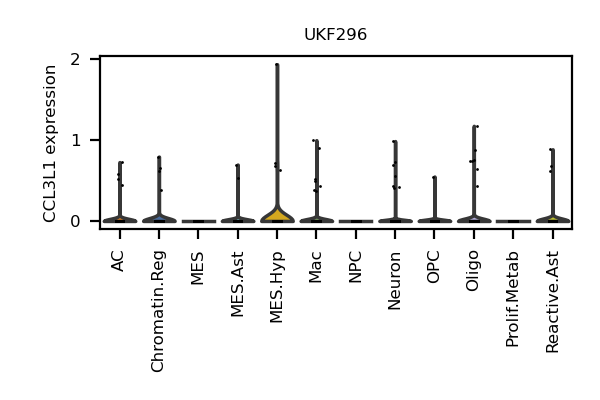 UKF296
CCL3L1 expression
2
1
0
AC
Chromatin.Reg
MES
MES.Ast
MES.Hyp
Mac
NPC
Neuron
OPC
Oligo
Prolif.Metab
Reactive.Ast